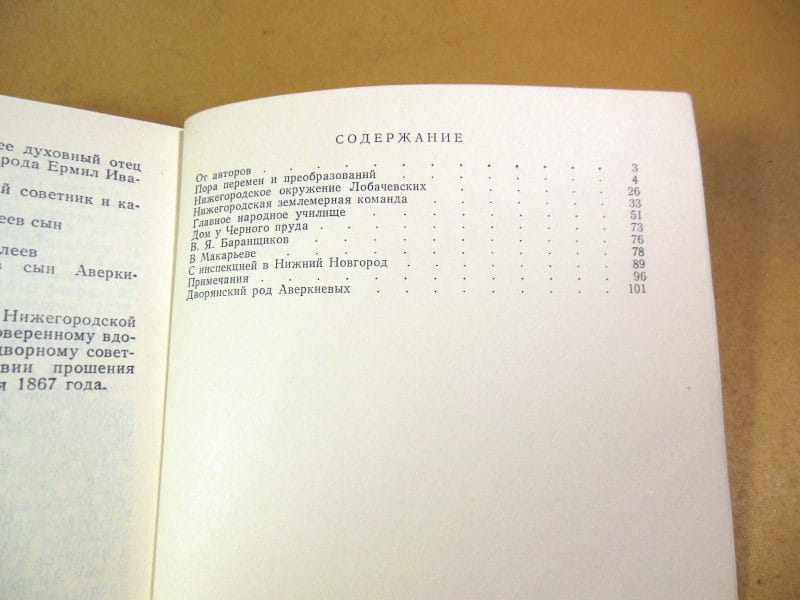 ее духовный отец
орода Ермил Ива-
й советник и ка-
еев сын
леев
в сын Аверки-
Нижегородской
оверенному вдо-
дворному совет-
вии прошения
я 1867 года.
СОДЕРЖАНИЕ
От авторов . . . . . . . . . . 3
Пора перемен и преобразований . . . . . . 4
Нижегородское окружение Лобачевских . . . . . 26
Нижегородская землемерная команда . . . . . 33
Главное народное училище . . . . . . . 51
Дом у Черного пруда . . . . . . . . 73
В. Я. Баранщиков . . . . . . . . 76
В Макарьеве . . . . . . . . . . 78
С инспекцией в Нижний Новгород . . . . . . 89
Примечания . . . . . . . . . . 96
Дворянский род Аверкиевых . . . . . . 101